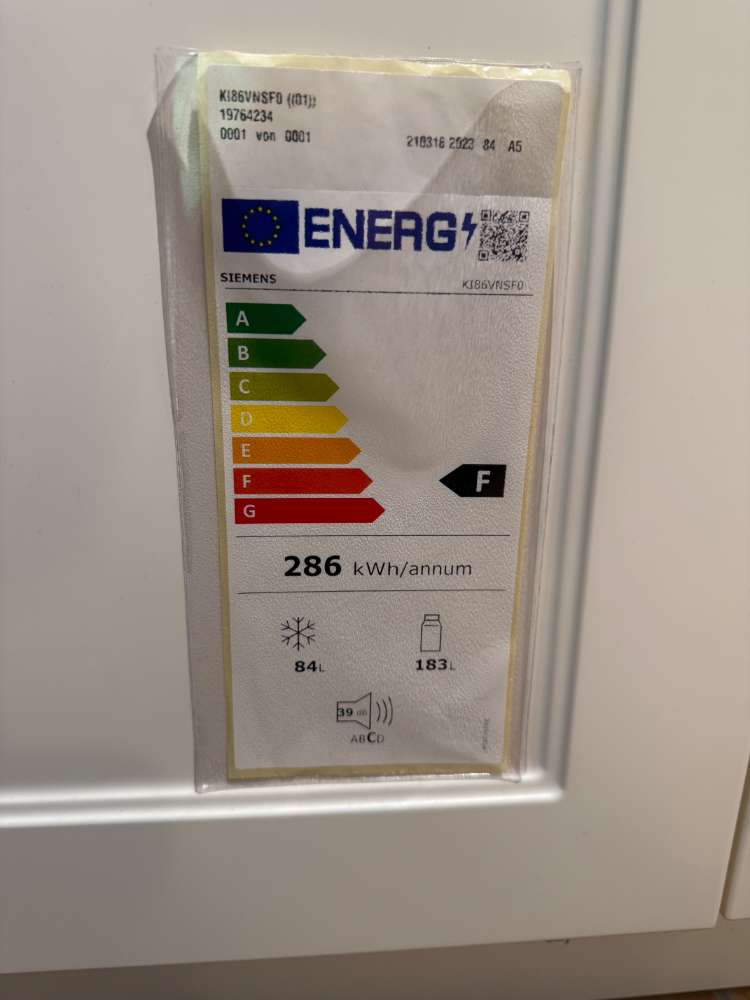 KI86VNSF0 ((01))
19764234
0001 von 0001
210316 2023 84 A5
ENERG
SIEMENS
KI86VNSF0
A
B
C
D
E
F
F
G
286 kWh/annum
84L
183L
39 dB
ABCD